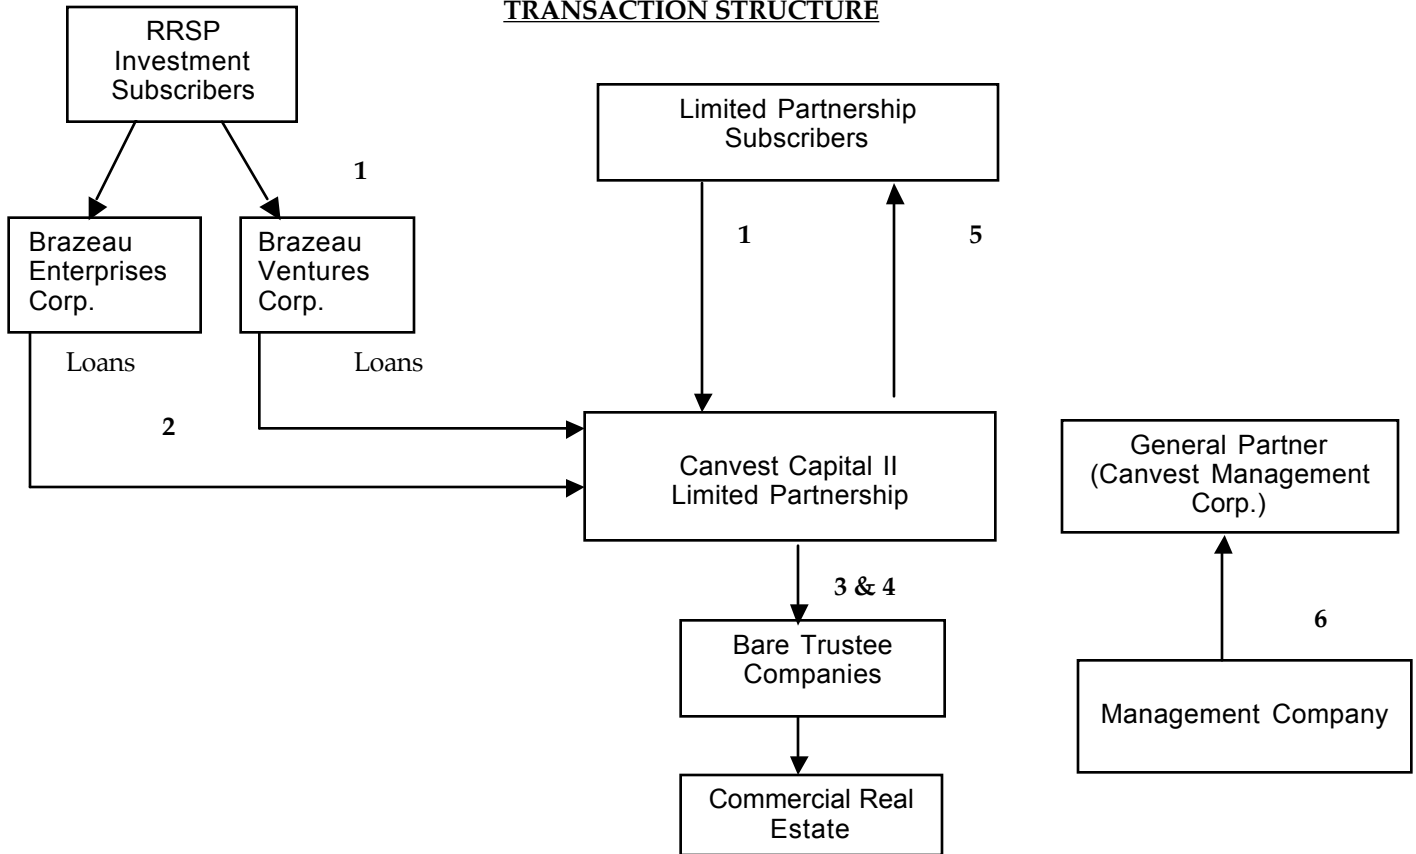 TRANSACTION STRUCTURE
RRSP
Investment
Subscribers
Limited Partnership
Subscribers
1
Brazeau
Enterprises
Corp.
Brazeau
Ventures
Corp.
1
5
Loans
Loans
2
Canvest Capital II
Limited Partnership
General Partner
(Canvest Management
Corp.)
3 & 4
6
Bare Trustee
Companies
Management Company
Commercial Real
Estate